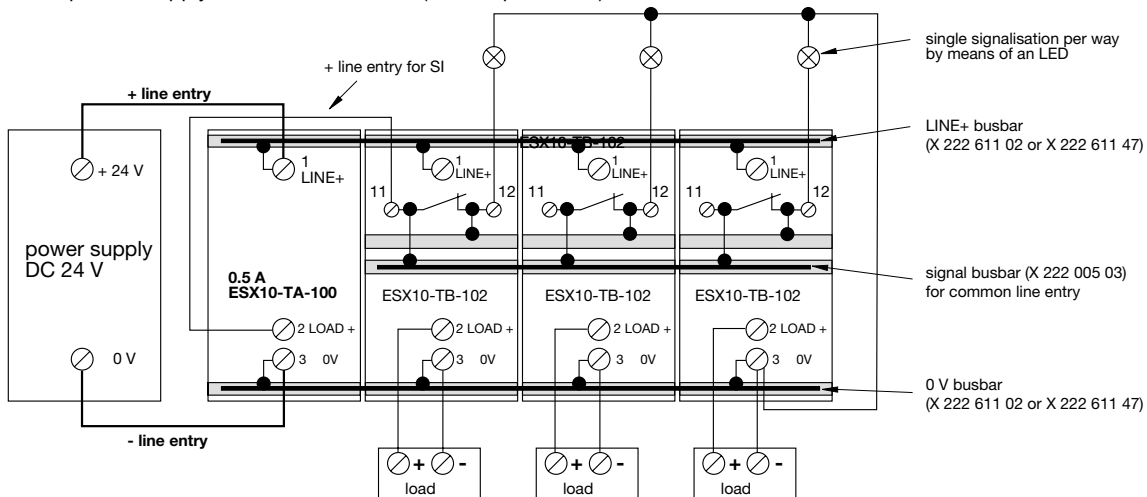 single signalisation per way
by means of an LED
+ line entry for SI
+ line entry
LINE+ busbar
(X 222 611 02 or X 222 611 47)
ESX10-TB-102
+ 24 V
1
LINE+
1
LINE+
1
LINE+
1
LINE+
11
12
11
12
11
12
power supply
DC 24 V
0.5 A
ESX10-TA-100
signal busbar (X 222 005 03)
for common line entry
ESX10-TB-102
ESX10-TB-102
ESX10-TB-102
2 LOAD +
2 LOAD +
2 LOAD +
2 LOAD +
0 V
3 0V
3 0V
3 0V
3 0V
0 V busbar
(X 222 611 02 or X 222 611 47)
- line entry
+ -
load
+ -
load
+ -
load